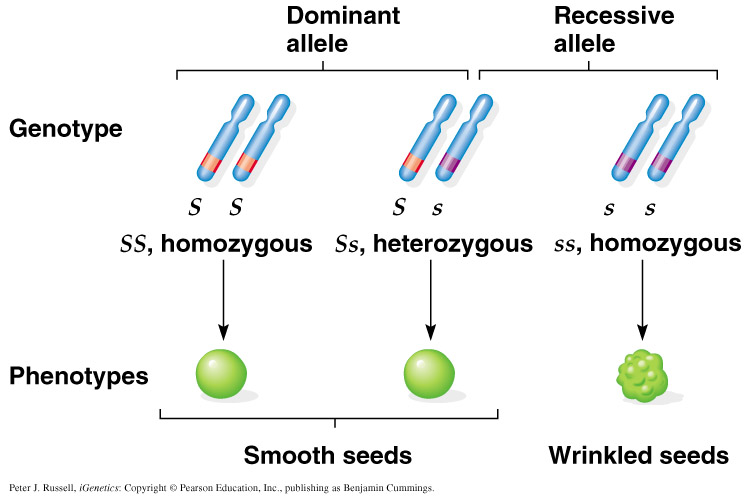 Dominant
allele
Recessive
allele
Genotype
S S
S s
s s
SS, homozygous
Ss, heterozygous
ss, homozygous
Phenotypes
Smooth seeds
Wrinkled seeds
Peter J. Russell, iGenetics: Copyright © Pearson Education, Inc., publishing as Benjamin Cummings.